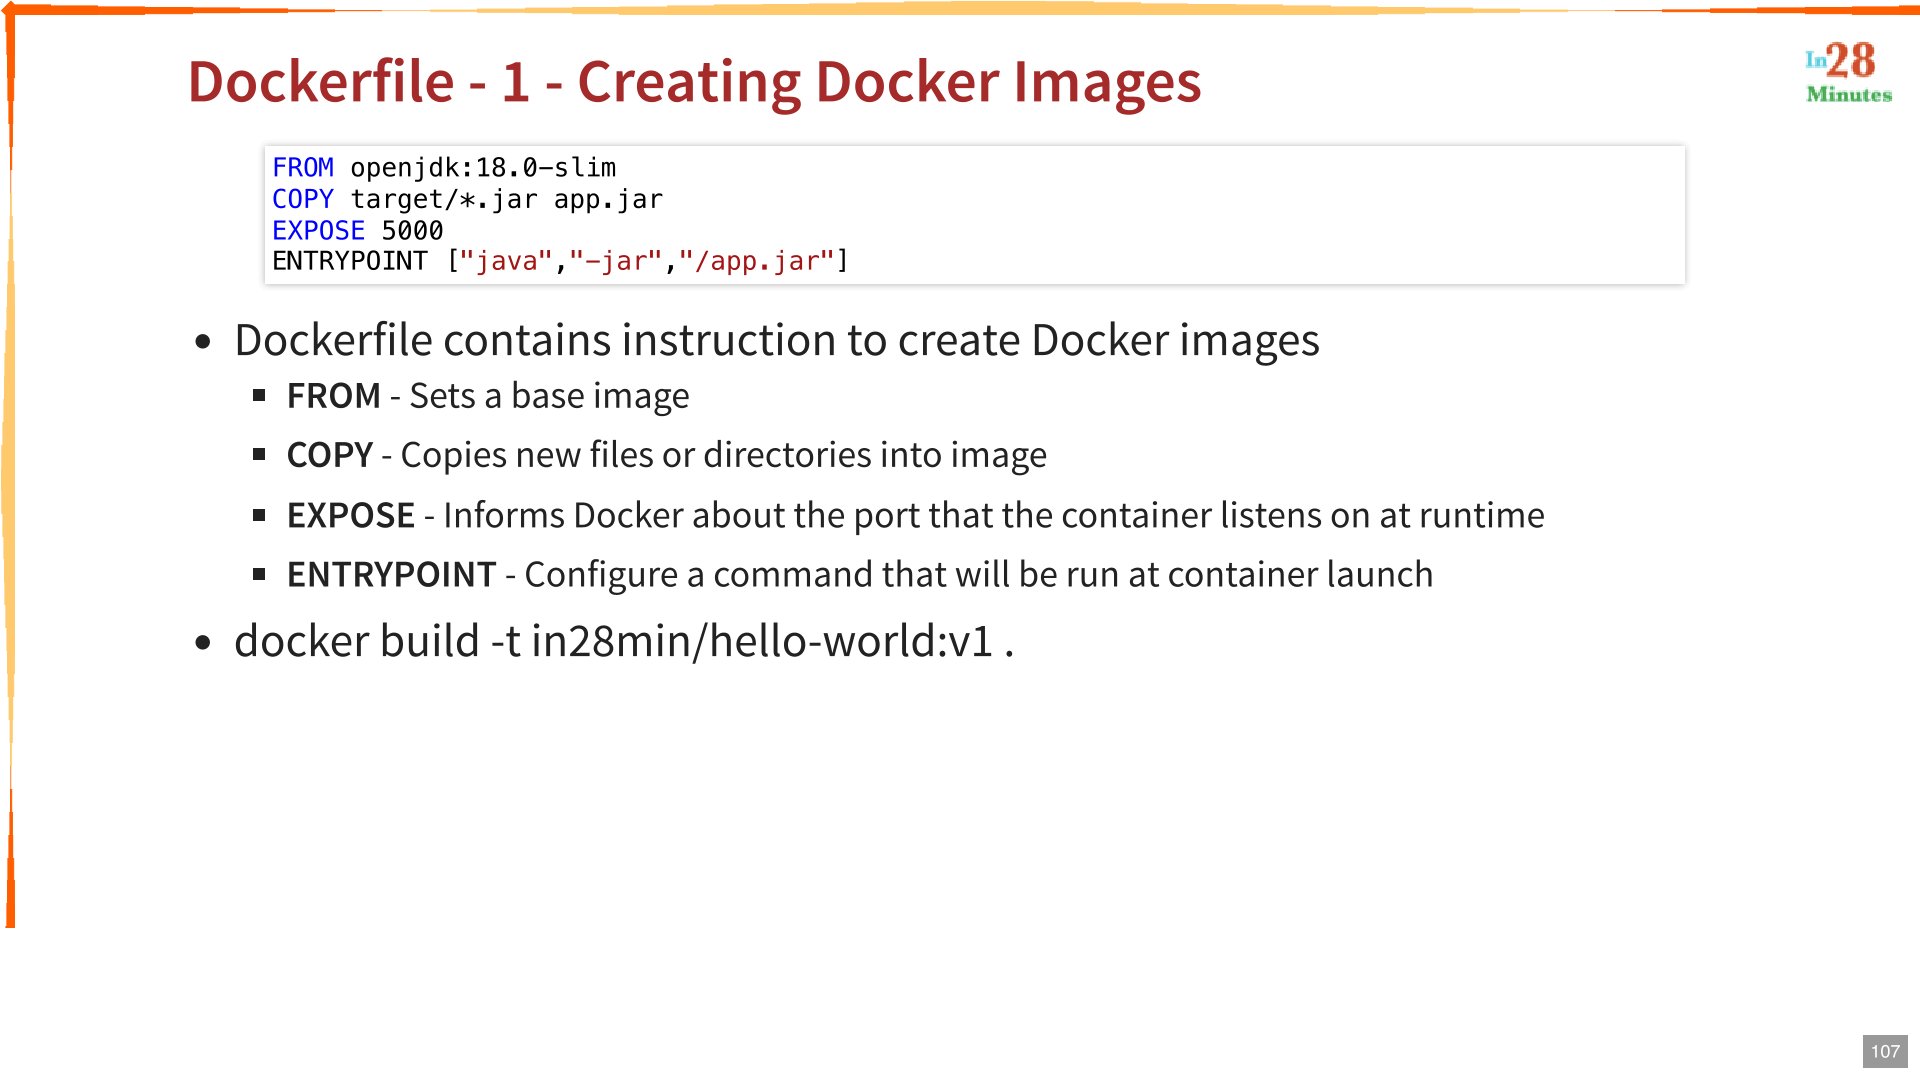 Dockerfile - 1 - Creating Docker Images
In28
Minutes
FROM openjdk:18.0-slim
COPY target/*.jar app.jar
EXPOSE 5000
ENTRYPOINT ["java","-jar","/app.jar"]
• Dockerfile contains instruction to create Docker images
▪ FROM - Sets a base image
▪ COPY - Copies new files or directories into image
▪ EXPOSE - Informs Docker about the port that the container listens on at runtime
▪ ENTRYPOINT - Configure a command that will be run at container launch
• docker build -t in28min/hello-world:v1 .
107